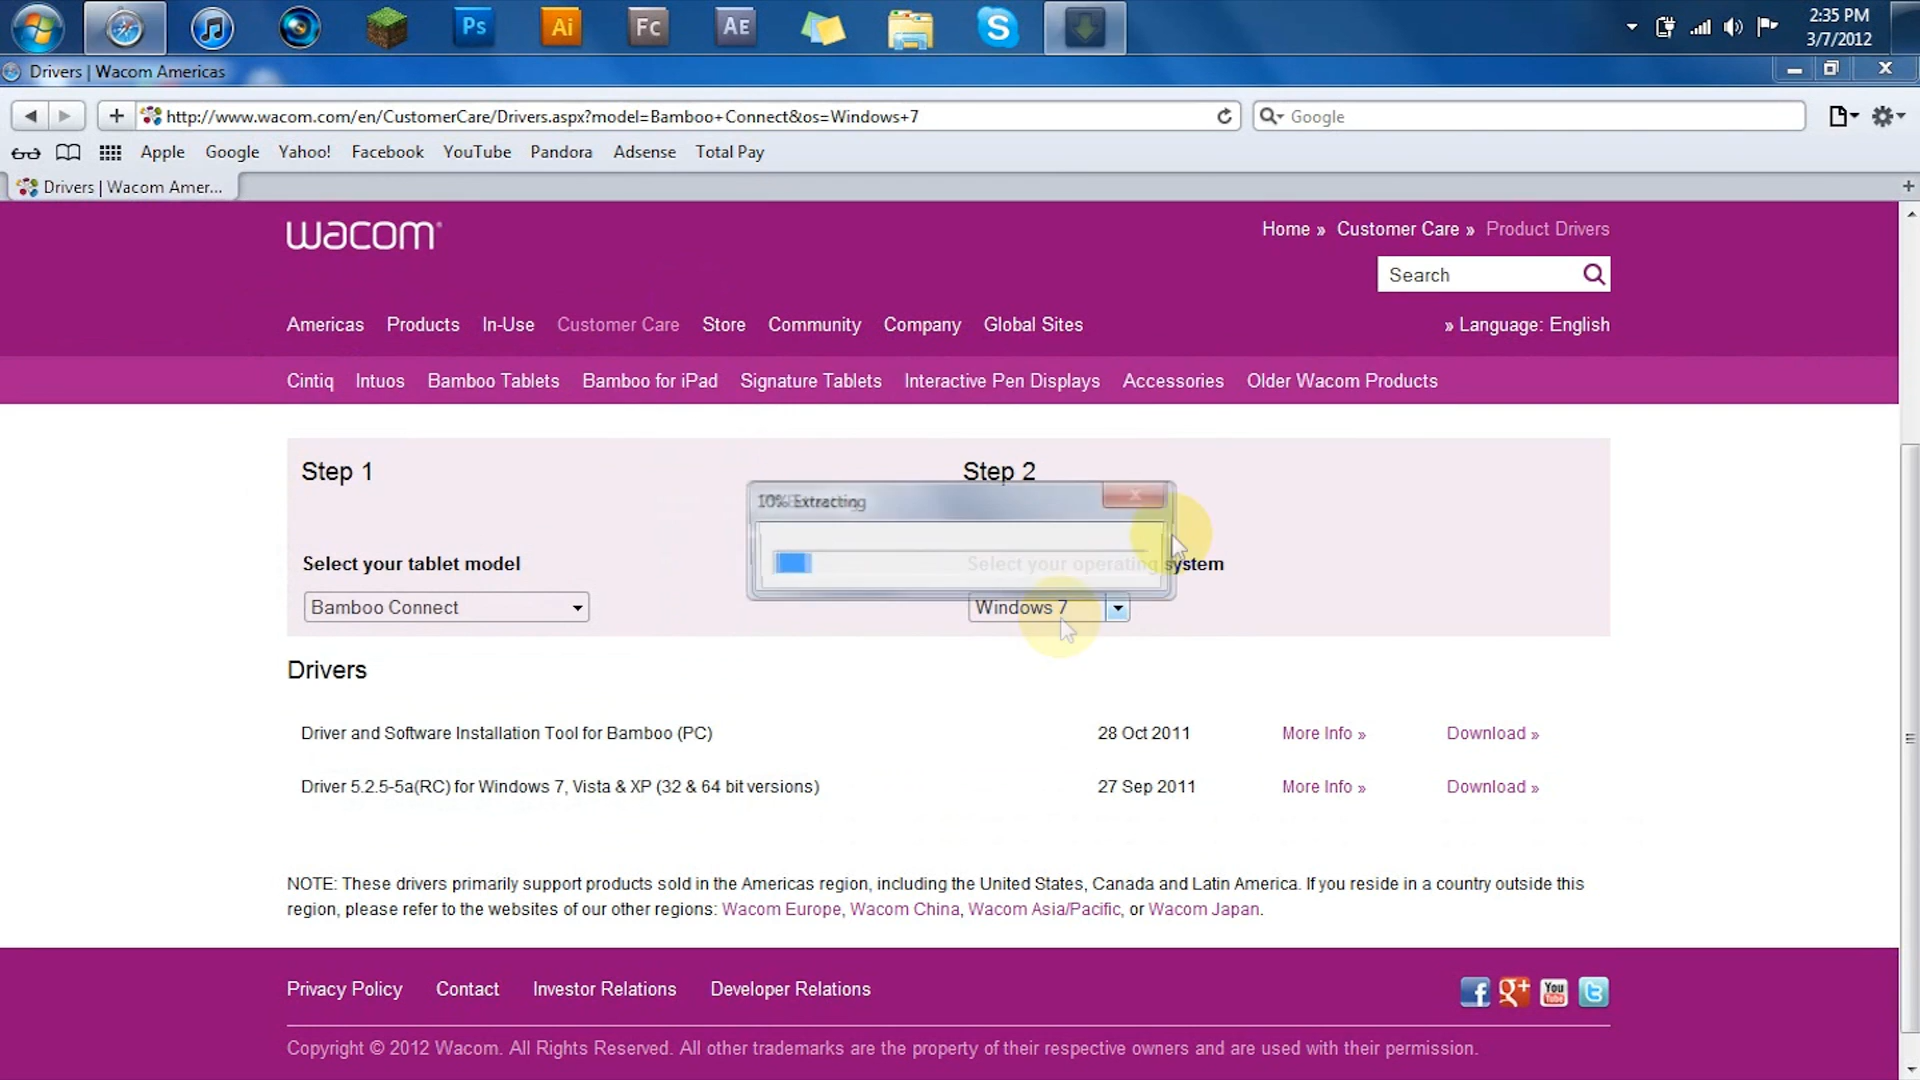 Ps Ai Fc AE S
2:35 PM
3/7/2012
Drivers | Wacom Americas
http://www.wacom.com/en/CustomerCare/Drivers.aspx?model=Bamboo+Connect&os=Windows+7
Google
Apple Google Yahoo! Facebook YouTube Pandora Adsense Total Pay
Drivers | Wacom Amer...
wacom
Home » Customer Care » Product Drivers
Search
Americas Products In-Use Customer Care Store Community Company Global Sites » Language: English
Cintiq Intuos Bamboo Tablets Bamboo for iPad Signature Tablets Interactive Pen Displays Accessories Older Wacom Products
Step 1 Step 2
10% Extracting
Select your tablet model Select your operating system
Bamboo Connect Windows 7
Drivers
Driver and Software Installation Tool for Bamboo (PC) 28 Oct 2011 More Info » Download »
Driver 5.2.5-5a(RC) for Windows 7, Vista & XP (32 & 64 bit versions) 27 Sep 2011 More Info » Download »
NOTE: These drivers primarily support products sold in the Americas region, including the United States, Canada and Latin America. If you reside in a country outside this
region, please refer to the websites of our other regions: Wacom Europe, Wacom China, Wacom Asia/Pacific, or Wacom Japan.
Privacy Policy Contact Investor Relations Developer Relations f g+ You Tube t
Copyright © 2012 Wacom. All Rights Reserved. All other trademarks are the property of their respective owners and are used with their permission.